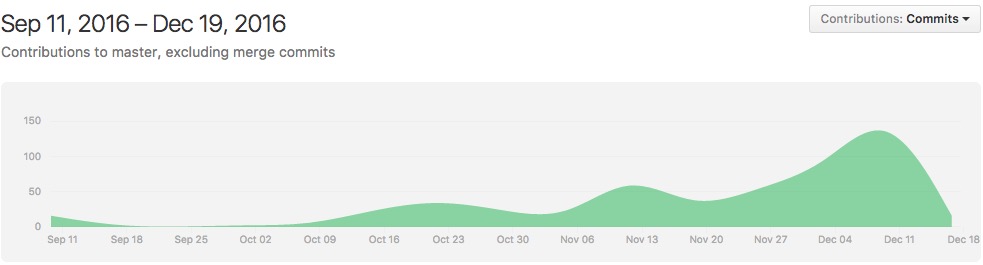 Sep 11, 2016 – Dec 19, 2016
Contributions: Commits
Contributions to master, excluding merge commits
150
100
50
0
Sep 11 Sep 18 Sep 25 Oct 02 Oct 09 Oct 16 Oct 23 Oct 30 Nov 06 Nov 13 Nov 20 Nov 27 Dec 04 Dec 11 Dec 18